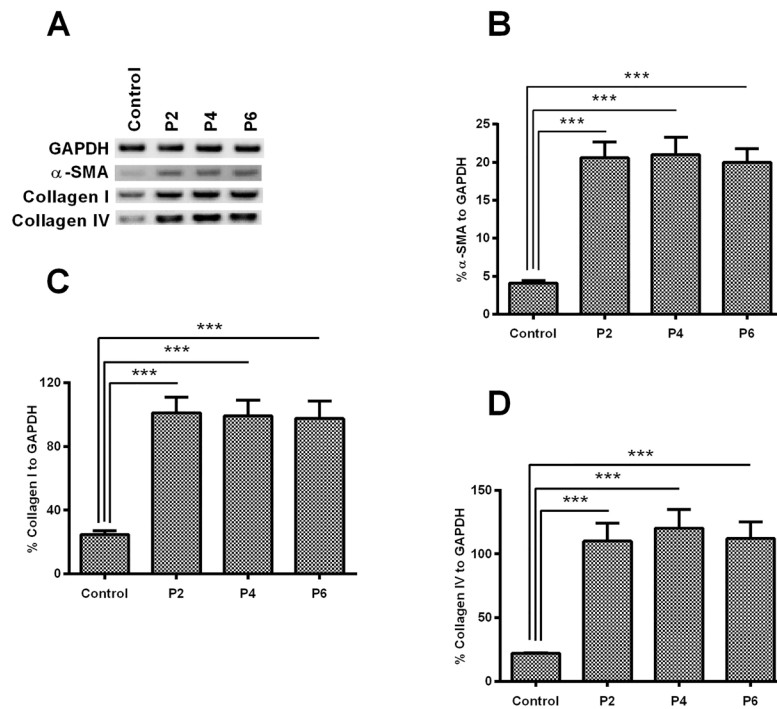 A
Control
P2
P4
P6
GAPDH
α-SMA
Collagen I
Collagen IV
B
***
***
***
25
20
15
10
5
0
% α-SMA to GAPDH
Control P2 P4 P6
C
***
***
***
120
80
40
0
% Collagen I to GAPDH
Control P2 P4 P6
D
***
***
***
150
100
50
0
% Collagen IV to GAPDH
Control P2 P4 P6